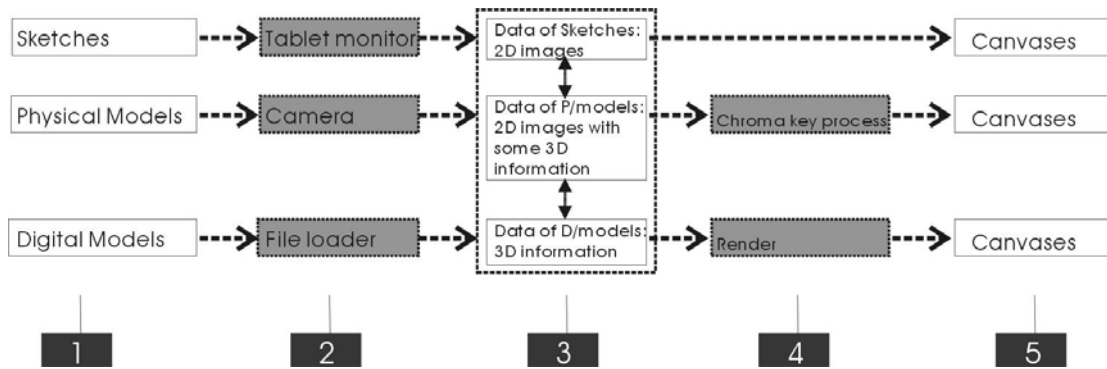 Sketches
Tablet monitor
Data of Sketches:
2D images
Canvases
Physical Models
Camera
Data of P/models:
2D images with
some 3D
information
Chroma key process
Canvases
Digital Models
File loader
Data of D/models:
3D information
Render
Canvases
1
2
3
4
5